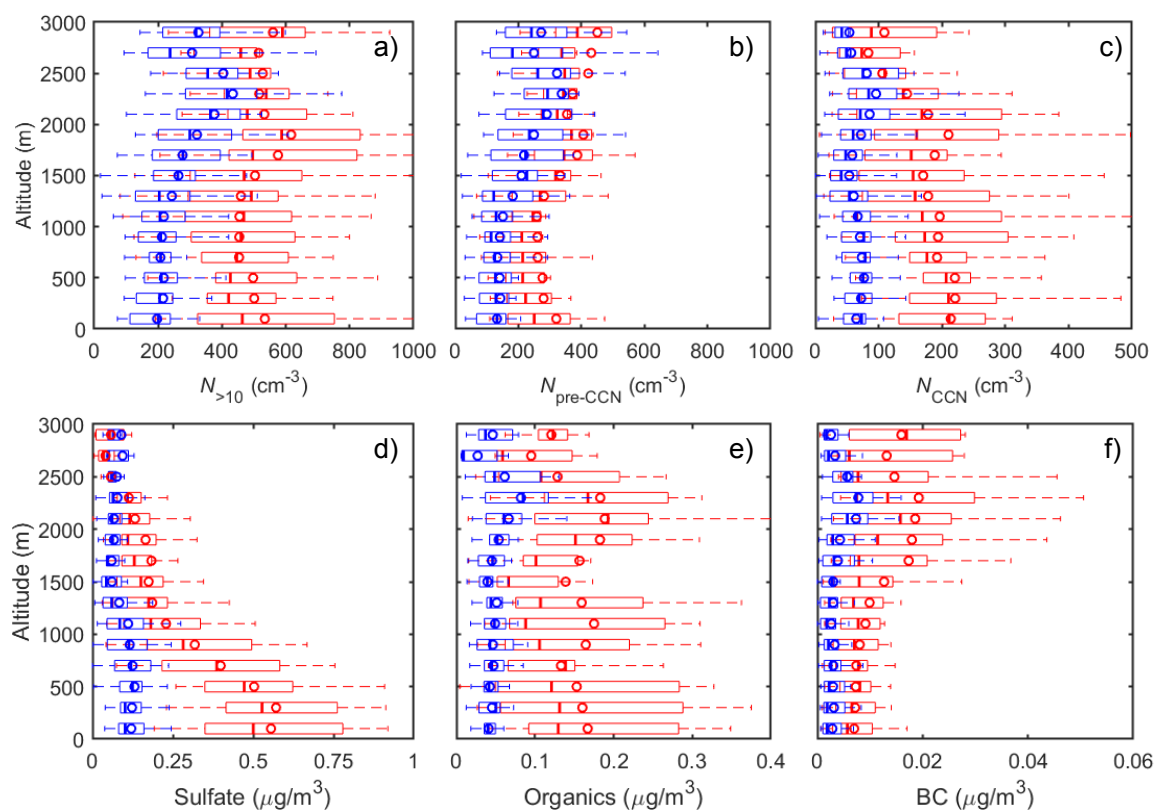 3000
2500
2000
1500
1000
500
0
Altitude (m)
a)
0 200 400 600 800 1000
N>10 (cm-3)
b)
0 200 400 600 800 1000
Npre-CCN (cm-3)
c)
0 100 200 300 400 500
NCCN (cm-3)
3000
2500
2000
1500
1000
500
0
Altitude (m)
d)
0 0.25 0.5 0.75 1
Sulfate (μg/m3)
e)
0 0.1 0.2 0.3 0.4
Organics (μg/m3)
f)
0 0.02 0.04 0.06
BC (μg/m3)